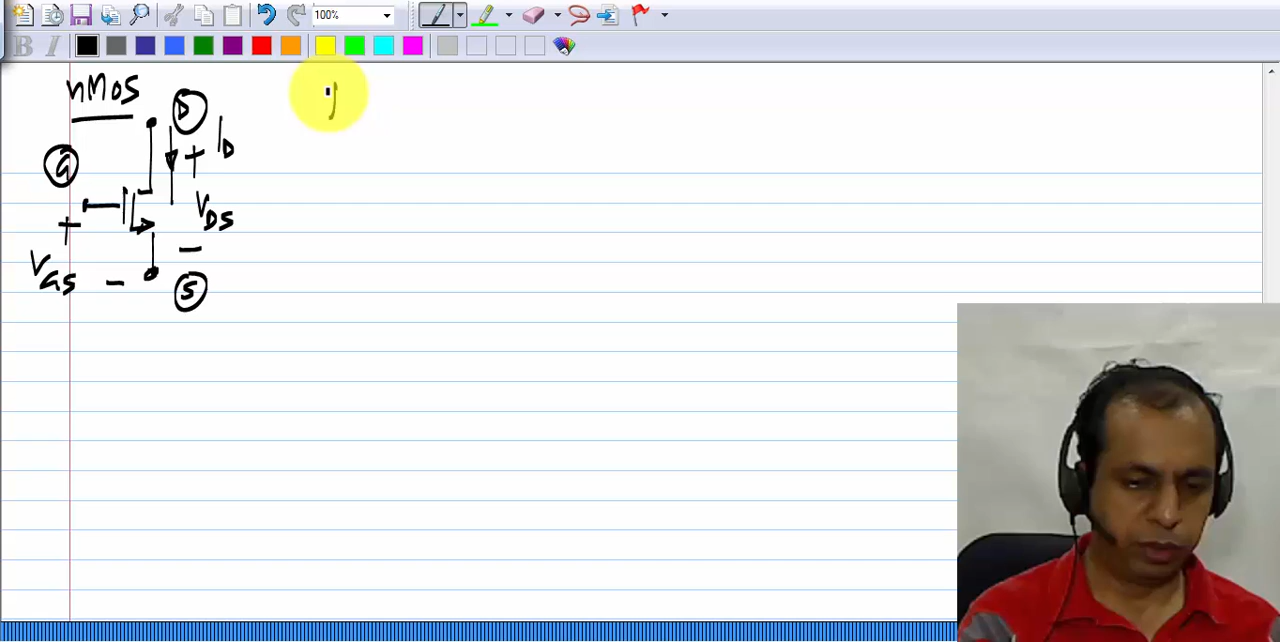 100%
B I
nMOS
D
G
+ ID
+ VDS
VGS - -
S